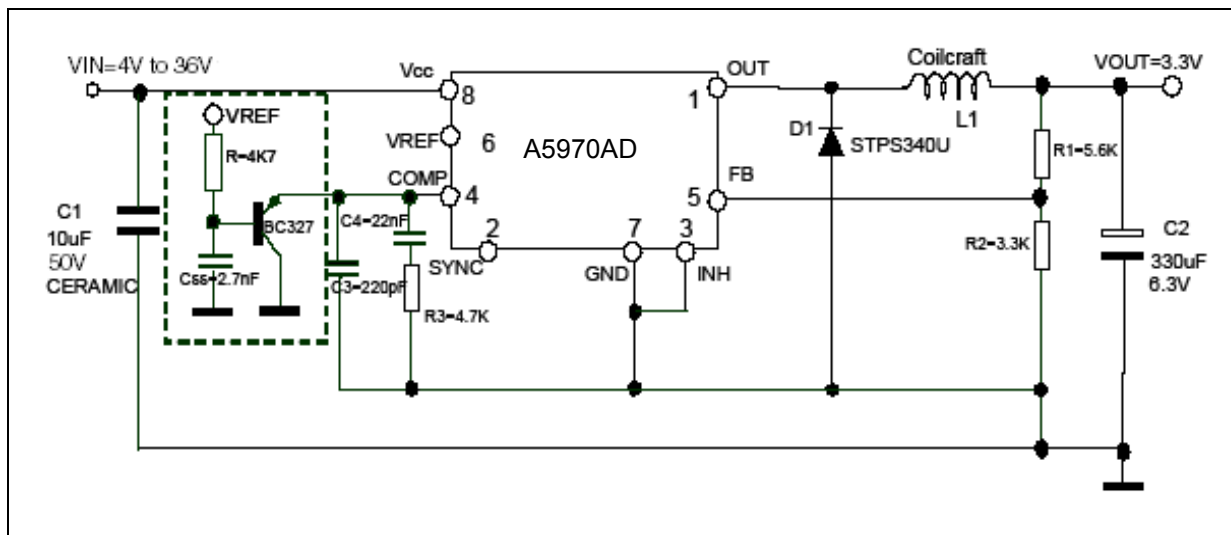 VIN=4V to 36V
Vcc
8
OUT
1
Coilcraft
L1
VOUT=3.3V
VREF
VREF
6
A5970AD
D1
STPS340U
R1=5.6K
R=4K7
COMP
4
FB
5
C1
10uF
50V
CERAMIC
BC327
C4=22nF
2
SYNC
7
GND
3
INH
R2=3.3K
C2
330uF
6.3V
Css=2.7nF
C3=220pF
R3=4.7K